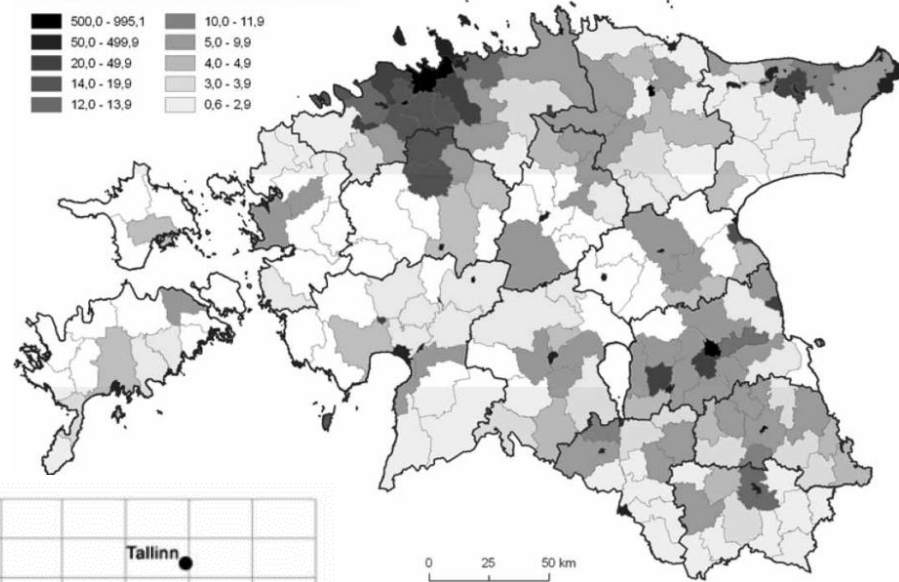 500,0 - 995,1
50,0 - 499,9
20,0 - 49,9
14,0 - 19,9
12,0 - 13,9
10,0 - 11,9
5,0 - 9,9
4,0 - 4,9
3,0 - 3,9
0,6 - 2,9
Tallinn
0 25 50 km